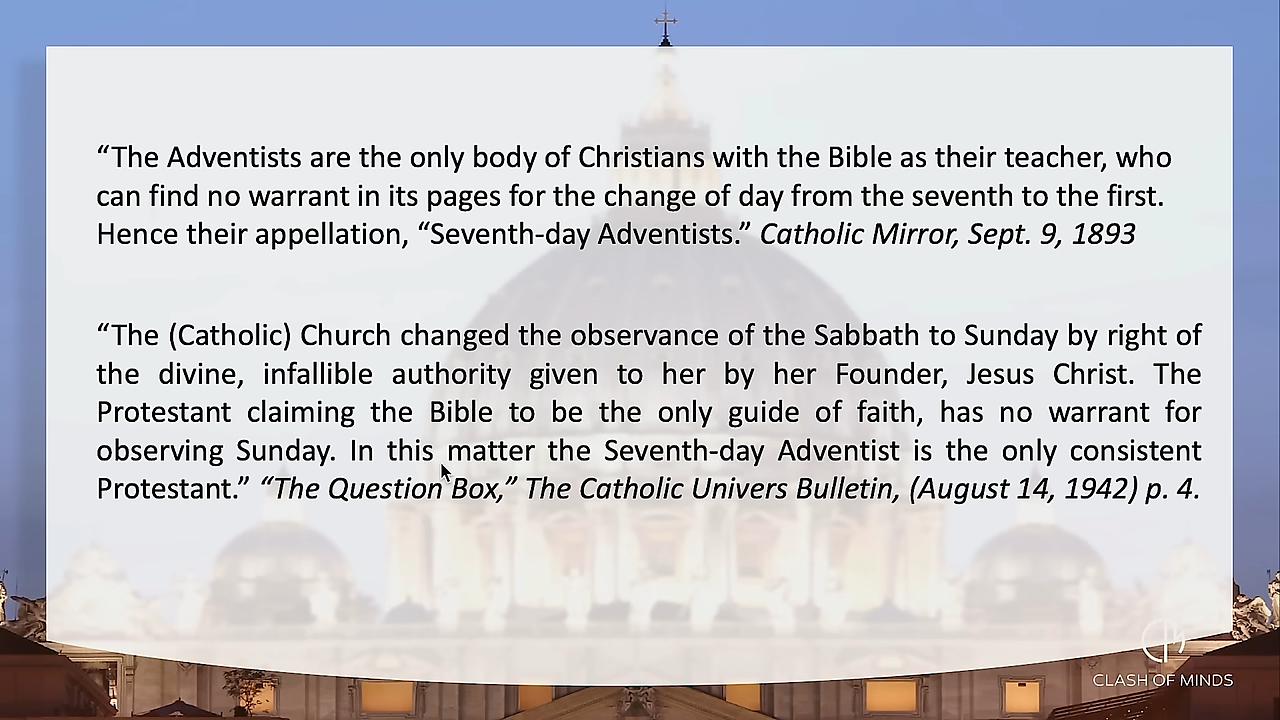 “The Adventists are the only body of Christians with the Bible as their teacher, who
can find no warrant in its pages for the change of day from the seventh to the first.
Hence their appellation, “Seventh-day Adventists.” Catholic Mirror, Sept. 9, 1893
“The (Catholic) Church changed the observance of the Sabbath to Sunday by right of
the divine, infallible authority given to her by her Founder, Jesus Christ. The
Protestant claiming the Bible to be the only guide of faith, has no warrant for
observing Sunday. In this matter the Seventh-day Adventist is the only consistent
Protestant.” “The Question Box,” The Catholic Univers Bulletin, (August 14, 1942) p. 4.
CLASH OF MINDS